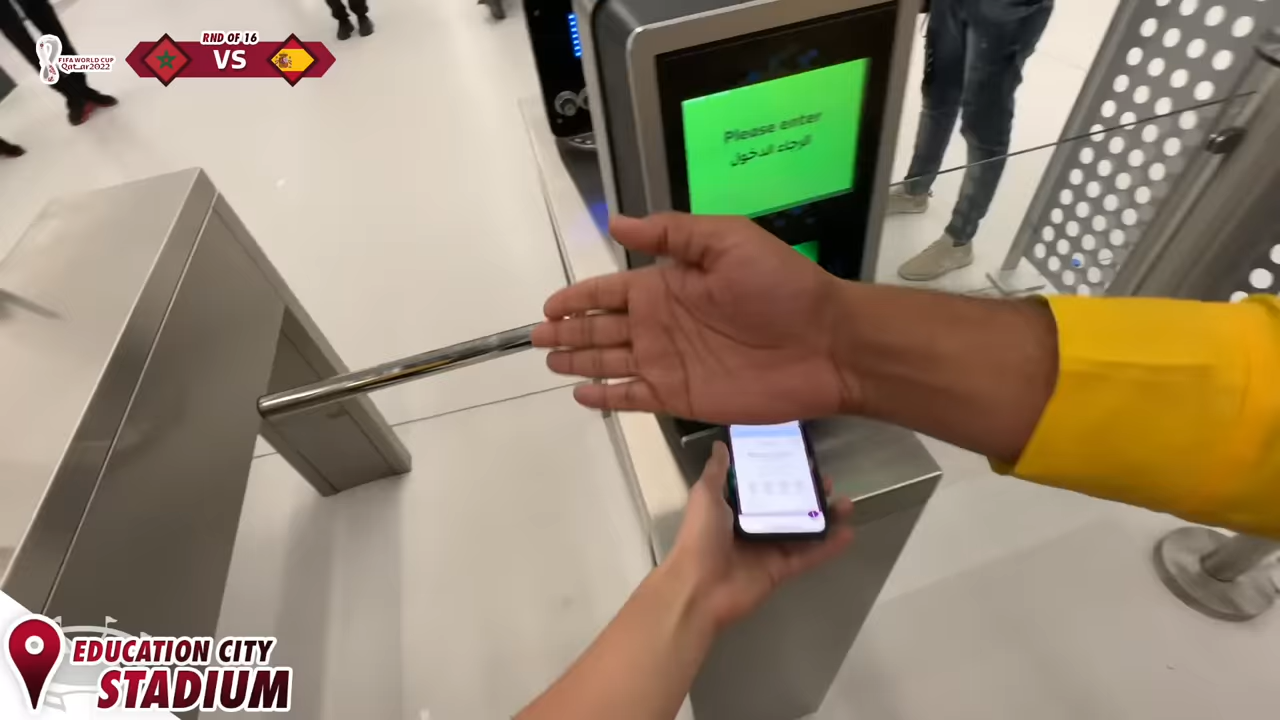 RND OF 16
FIFA WORLD CUP
Qatar2022
VS
Please enter
الرجاء الدخول
EDUCATION CITY
STADIUM